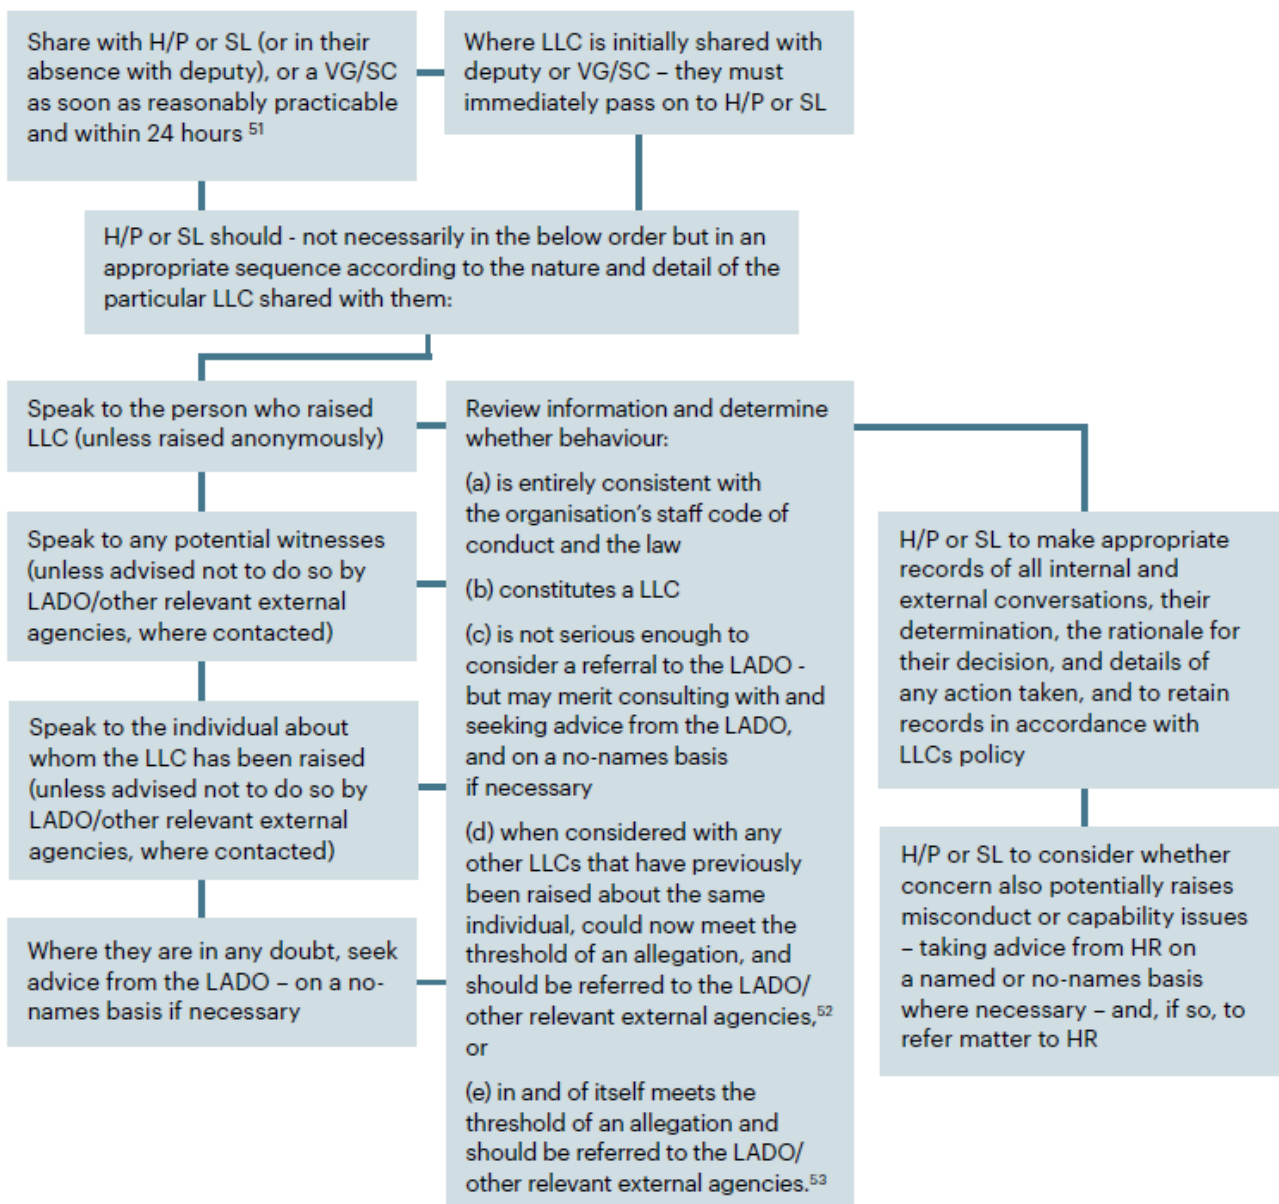 Share with H/P or SL (or in their
absence with deputy), or a VG/SC
as soon as reasonably practicable
and within 24 hours 51
Where LLC is initially shared with
deputy or VG/SC – they must
immediately pass on to H/P or SL
H/P or SL should - not necessarily in the below order but in an
appropriate sequence according to the nature and detail of the
particular LLC shared with them:
Speak to the person who raised
LLC (unless raised anonymously)
Speak to any potential witnesses
(unless advised not to do so by
LADO/other relevant external
agencies, where contacted)
Speak to the individual about
whom the LLC has been raised
(unless advised not to do so by
LADO/other relevant external
agencies, where contacted)
Where they are in any doubt, seek
advice from the LADO – on a no-
names basis if necessary
Review information and determine
whether behaviour:
(a) is entirely consistent with
the organisation's staff code of
conduct and the law
(b) constitutes a LLC
(c) is not serious enough to
consider a referral to the LADO -
but may merit consulting with and
seeking advice from the LADO,
and on a no-names basis
if necessary
(d) when considered with any
other LLCs that have previously
been raised about the same
individual, could now meet the
threshold of an allegation, and
should be referred to the LADO/
other relevant external agencies,52
or
(e) in and of itself meets the
threshold of an allegation and
should be referred to the LADO/
other relevant external agencies.53
H/P or SL to make appropriate
records of all internal and
external conversations, their
determination, the rationale for
their decision, and details of
any action taken, and to retain
records in accordance with
LLCs policy
H/P or SL to consider whether
concern also potentially raises
misconduct or capability issues
– taking advice from HR on
a named or no-names basis
where necessary – and, if so, to
refer matter to HR